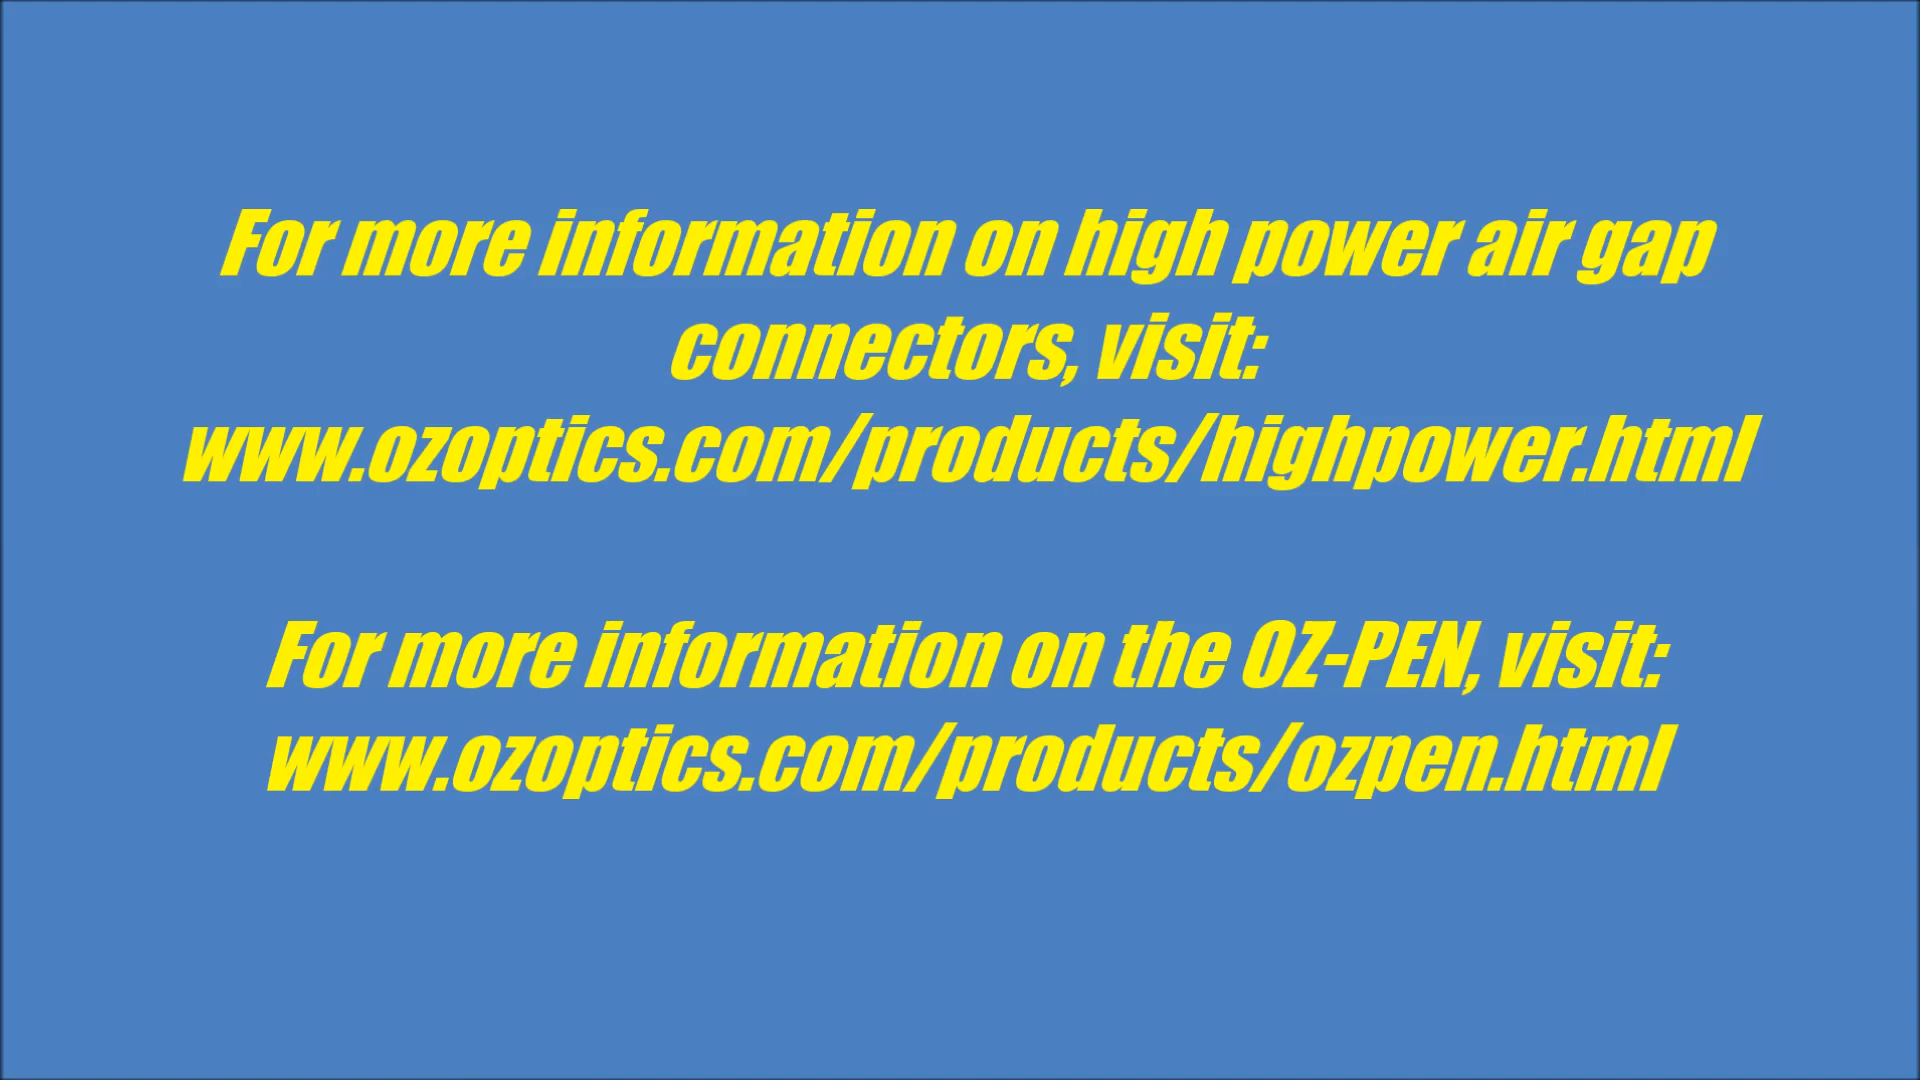 For more information on high power air gap
connectors, visit:
www.ozoptics.com/products/highpower.html
For more information on the OZ-PEN, visit:
www.ozoptics.com/products/ozpen.html